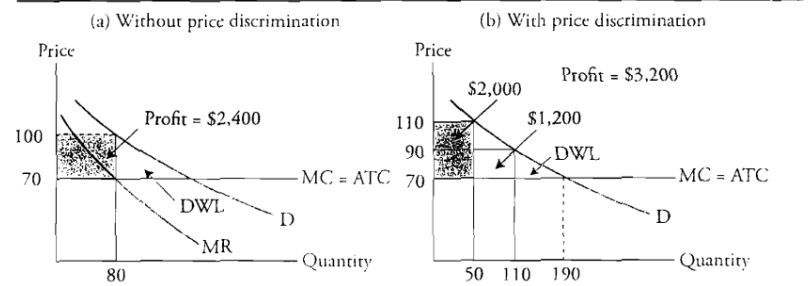 (a) Without price discrimination
Price
Profit = $2,400
100
70
MC = ATC
DWL
D
MR
Quantity
80
(b) With price discrimination
Price
Profit = $3,200
$2,000
$1,200
110
90
DWL
70
MC = ATC
D
Quantity
50 110 190